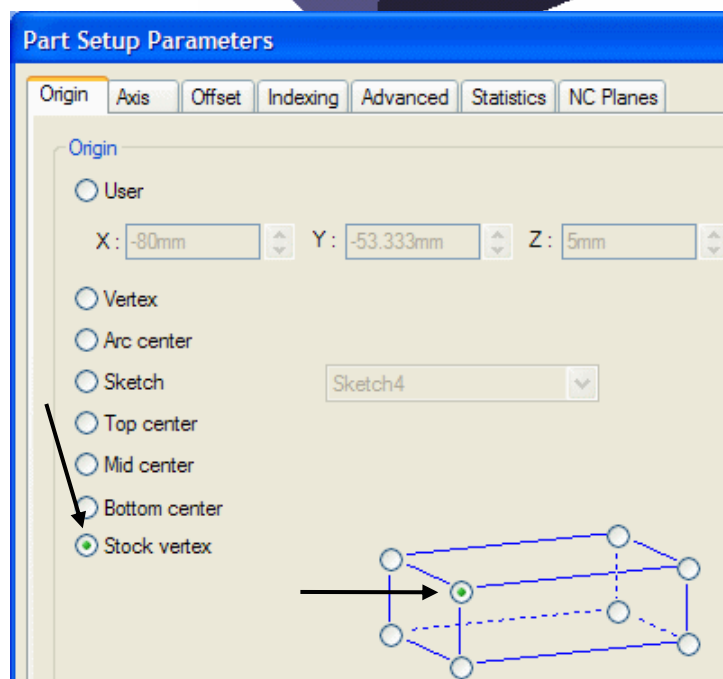 Part Setup Parameters
Origin Axis Offset Indexing Advanced Statistics NC Planes
Origin
User
X : -80mm Y : -53.333mm Z : 5mm
Vertex
Arc center
Sketch Sketch4
Top center
Mid center
Bottom center
Stock vertex